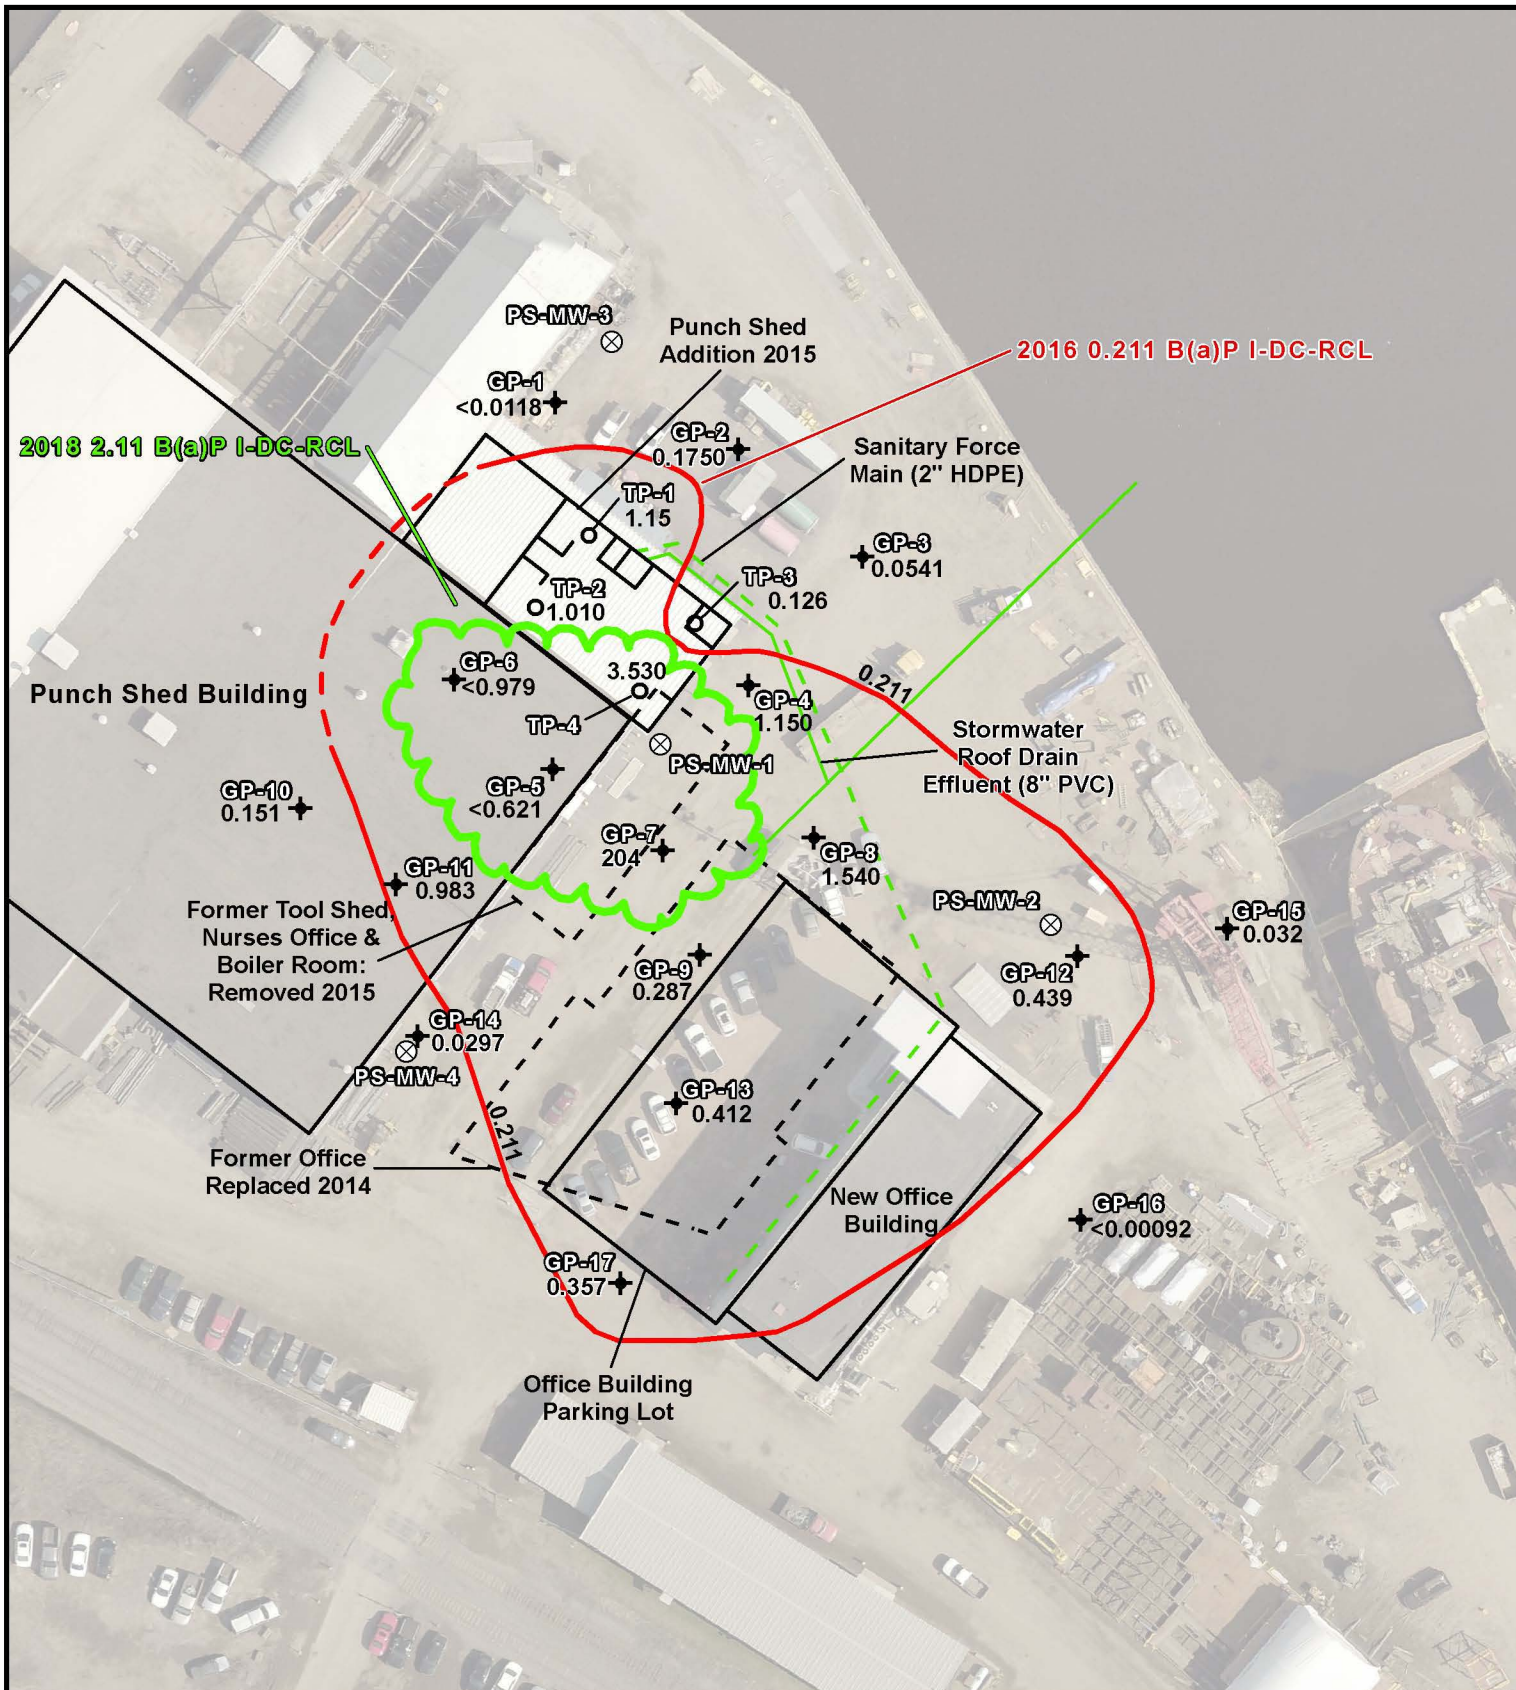 PS-MW-3
Punch Shed
Addition 2015
2016 0.211 B(a)P I-DC-RCL
GP-1
<0.0118
2018 2.11 B(a)P I-DC-RCL
GP-2
0.1750
Sanitary Force
Main (2" HDPE)
TP-1
1.15
GP-3
0.0541
TP-2
1.010
TP-3
0.126
GP-6
<0.979
3.530
TP-4
Punch Shed Building
GP-4
1.150
0.211
PS-MW-1
Stormwater
Roof Drain
Effluent (8" PVC)
GP-5
<0.621
GP-10
0.151
GP-7
204
GP-8
1.540
GP-11
0.983
PS-MW-2
GP-15
0.032
Former Tool Shed,
Nurses Office &
Boiler Room:
Removed 2015
GP-9
0.287
GP-12
0.439
GP-14
0.0297
PS-MW-4
GP-13
0.412
0.211
Former Office
Replaced 2014
New Office
Building
GP-16
<0.00092
GP-17
0.357
Office Building
Parking Lot